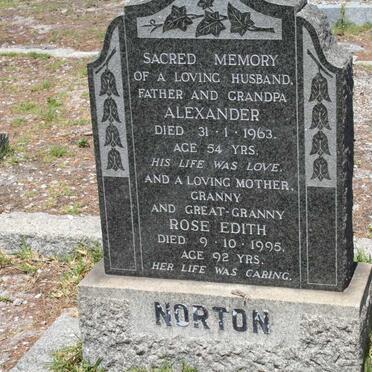 SACRED MEMORY
OF A LOVING HUSBAND,
FATHER AND GRANDPA
ALEXANDER
DIED 31·1·1963.
AGE 54 YRS.
HIS LIFE WAS LOVE.
AND A LOVING MOTHER,
GRANNY
AND GREAT-GRANNY
ROSE EDITH
DIED 9·10·1995,
AGE 92 YRS.
HER LIFE WAS CARING.
NORTON